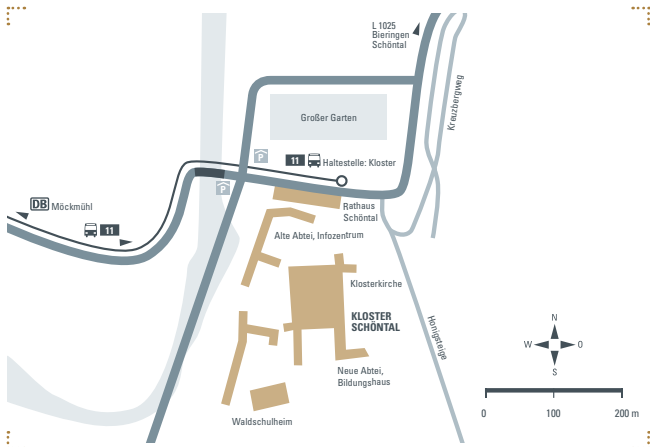 L 1025
Bieringen
Schöntal
Kreuzbergweg
Großer Garten
P
11
Haltestelle: Kloster
P
DB Möckmühl
11
Rathaus
Schöntal
Alte Abtei, Infozentrum
Klosterkirche
KLOSTER
SCHÖNTAL
Honigsteige
Neue Abtei,
Bildungshaus
Waldschulheim
N
W O
S
0 100 200 m